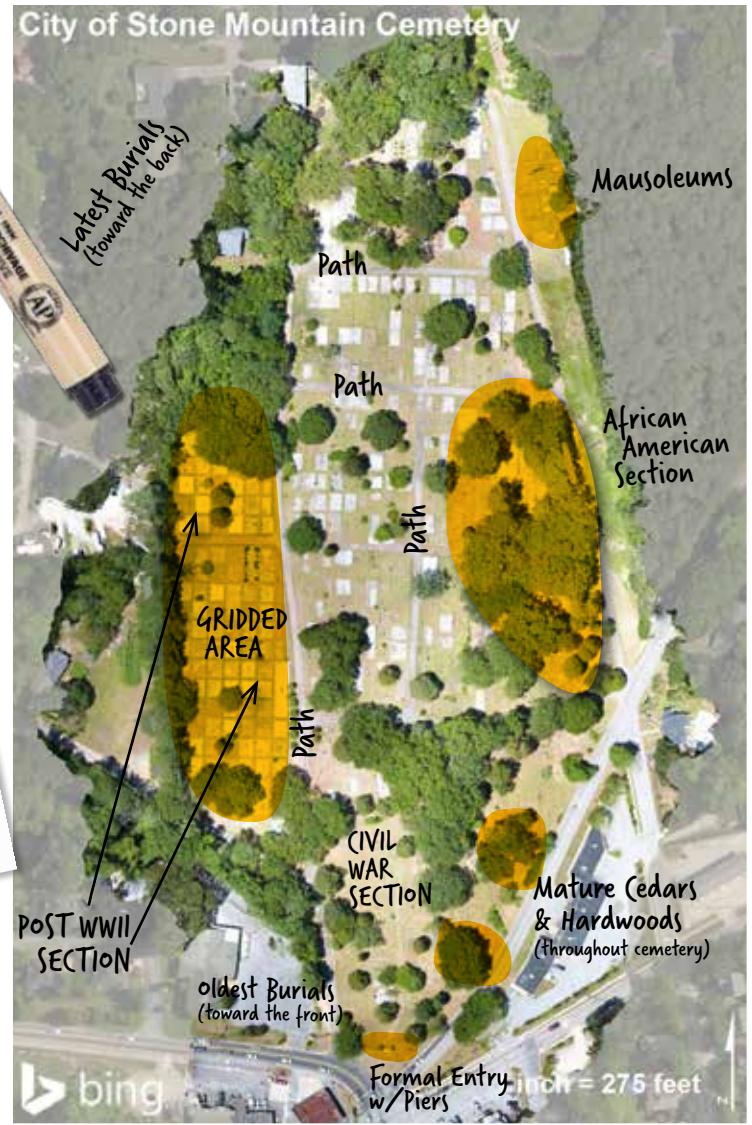 City of Stone Mountain Cemetery
Latest Burials
(toward the back)
Mausoleums
AP
Path
Path
African
American
Section
Path
GRIDDED
AREA
Path
CIVIL
WAR
SECTION
Mature Cedars
& Hardwoods
(throughout cemetery)
POST WWII
SECTION
Oldest Burials
(toward the front)
Formal Entry
w/Piers
inch = 275 feet
bing
N